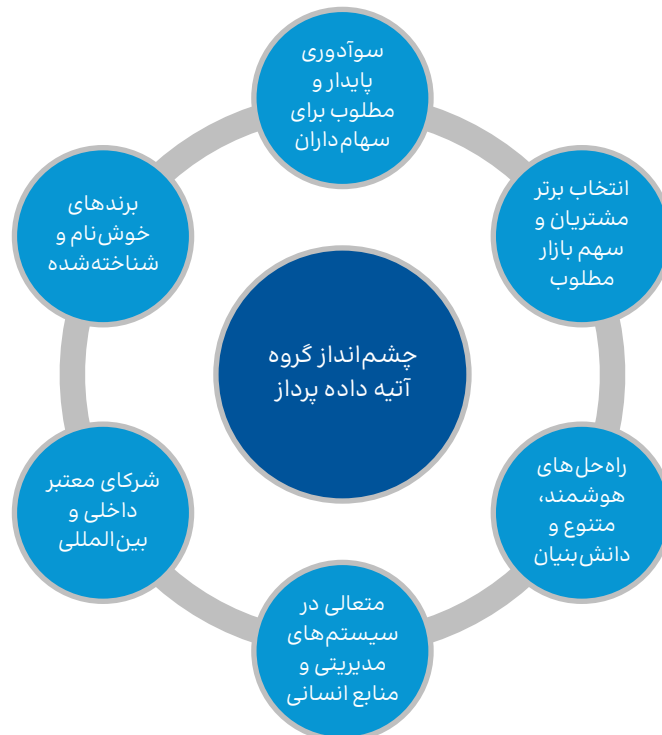 سوآدوری
پایدار و
مطلوب برای
سهام‌داران
انتخاب برتر
مشتریان و
سهم بازار
مطلوب
راه‌حل‌های
هوشمند،
متنوع و
دانش‌بنیان
متعالی در
سیستم‌های
مدیریتی و
منابع انسانی
شرکای معتبر
داخلی و
بین‌المللی
برندهای
خوش‌نام و
شناخته‌شده
چشم‌انداز گروه
آتیه داده پرداز